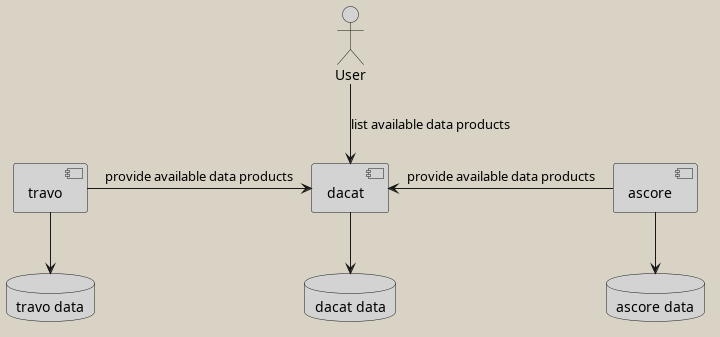 User
list available data products
travo
provide available data products
dacat
provide available data products
ascore
travo data
dacat data
ascore data